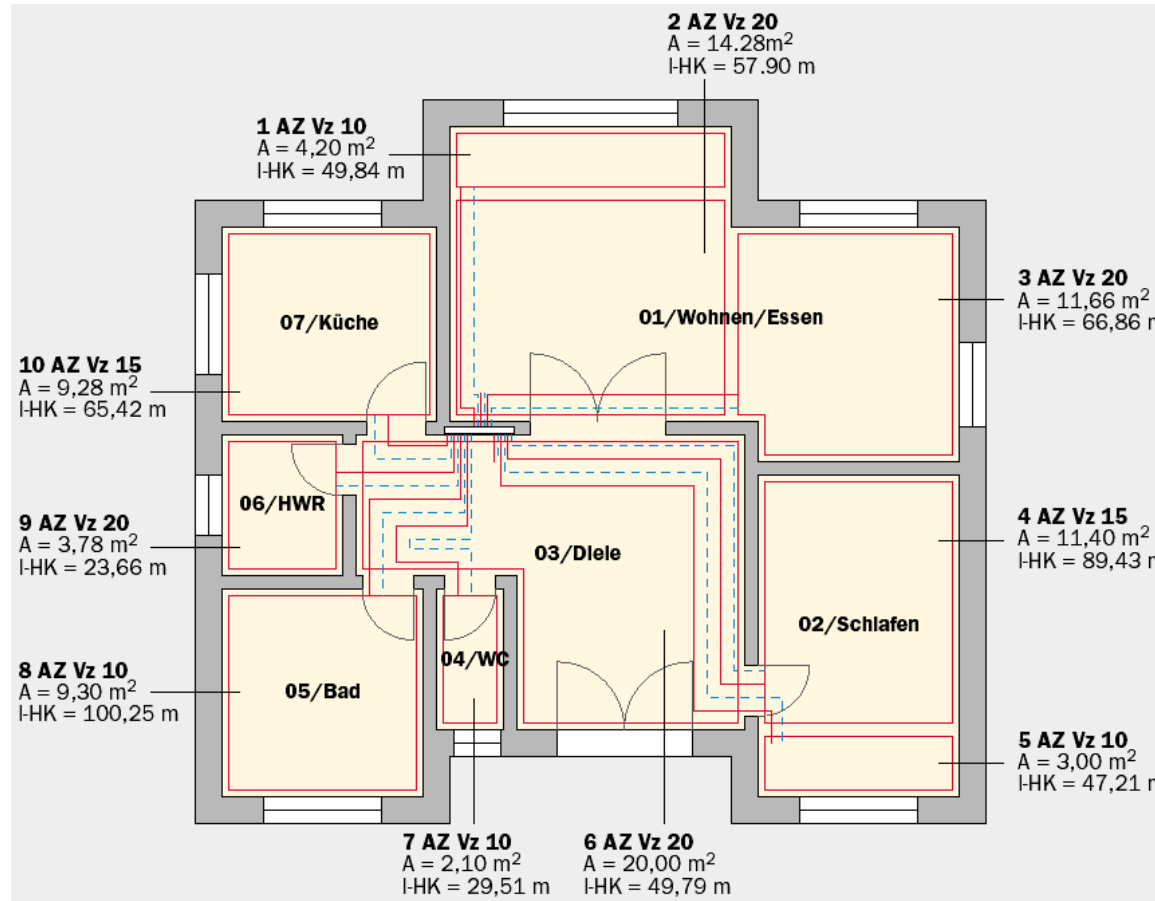 2 AZ Vz 20
A = 14.28m²
l-HK = 57.90 m
1 AZ Vz 10
A = 4,20 m²
l-HK = 49,84 m
3 AZ Vz 20
A = 11,66 m²
l-HK = 66,86 m
07/Küche
01/Wohnen/Essen
10 AZ Vz 15
A = 9,28 m²
l-HK = 65,42 m
06/HWR
9 AZ Vz 20
A = 3,78 m²
l-HK = 23,66 m
03/Diele
4 AZ Vz 15
A = 11,40 m²
l-HK = 89,43 m
02/Schlafen
04/WC
05/Bad
8 AZ Vz 10
A = 9,30 m²
l-HK = 100,25 m
5 AZ Vz 10
A = 3,00 m²
l-HK = 47,21 m
7 AZ Vz 10
A = 2,10 m²
l-HK = 29,51 m
6 AZ Vz 20
A = 20,00 m²
l-HK = 49,79 m